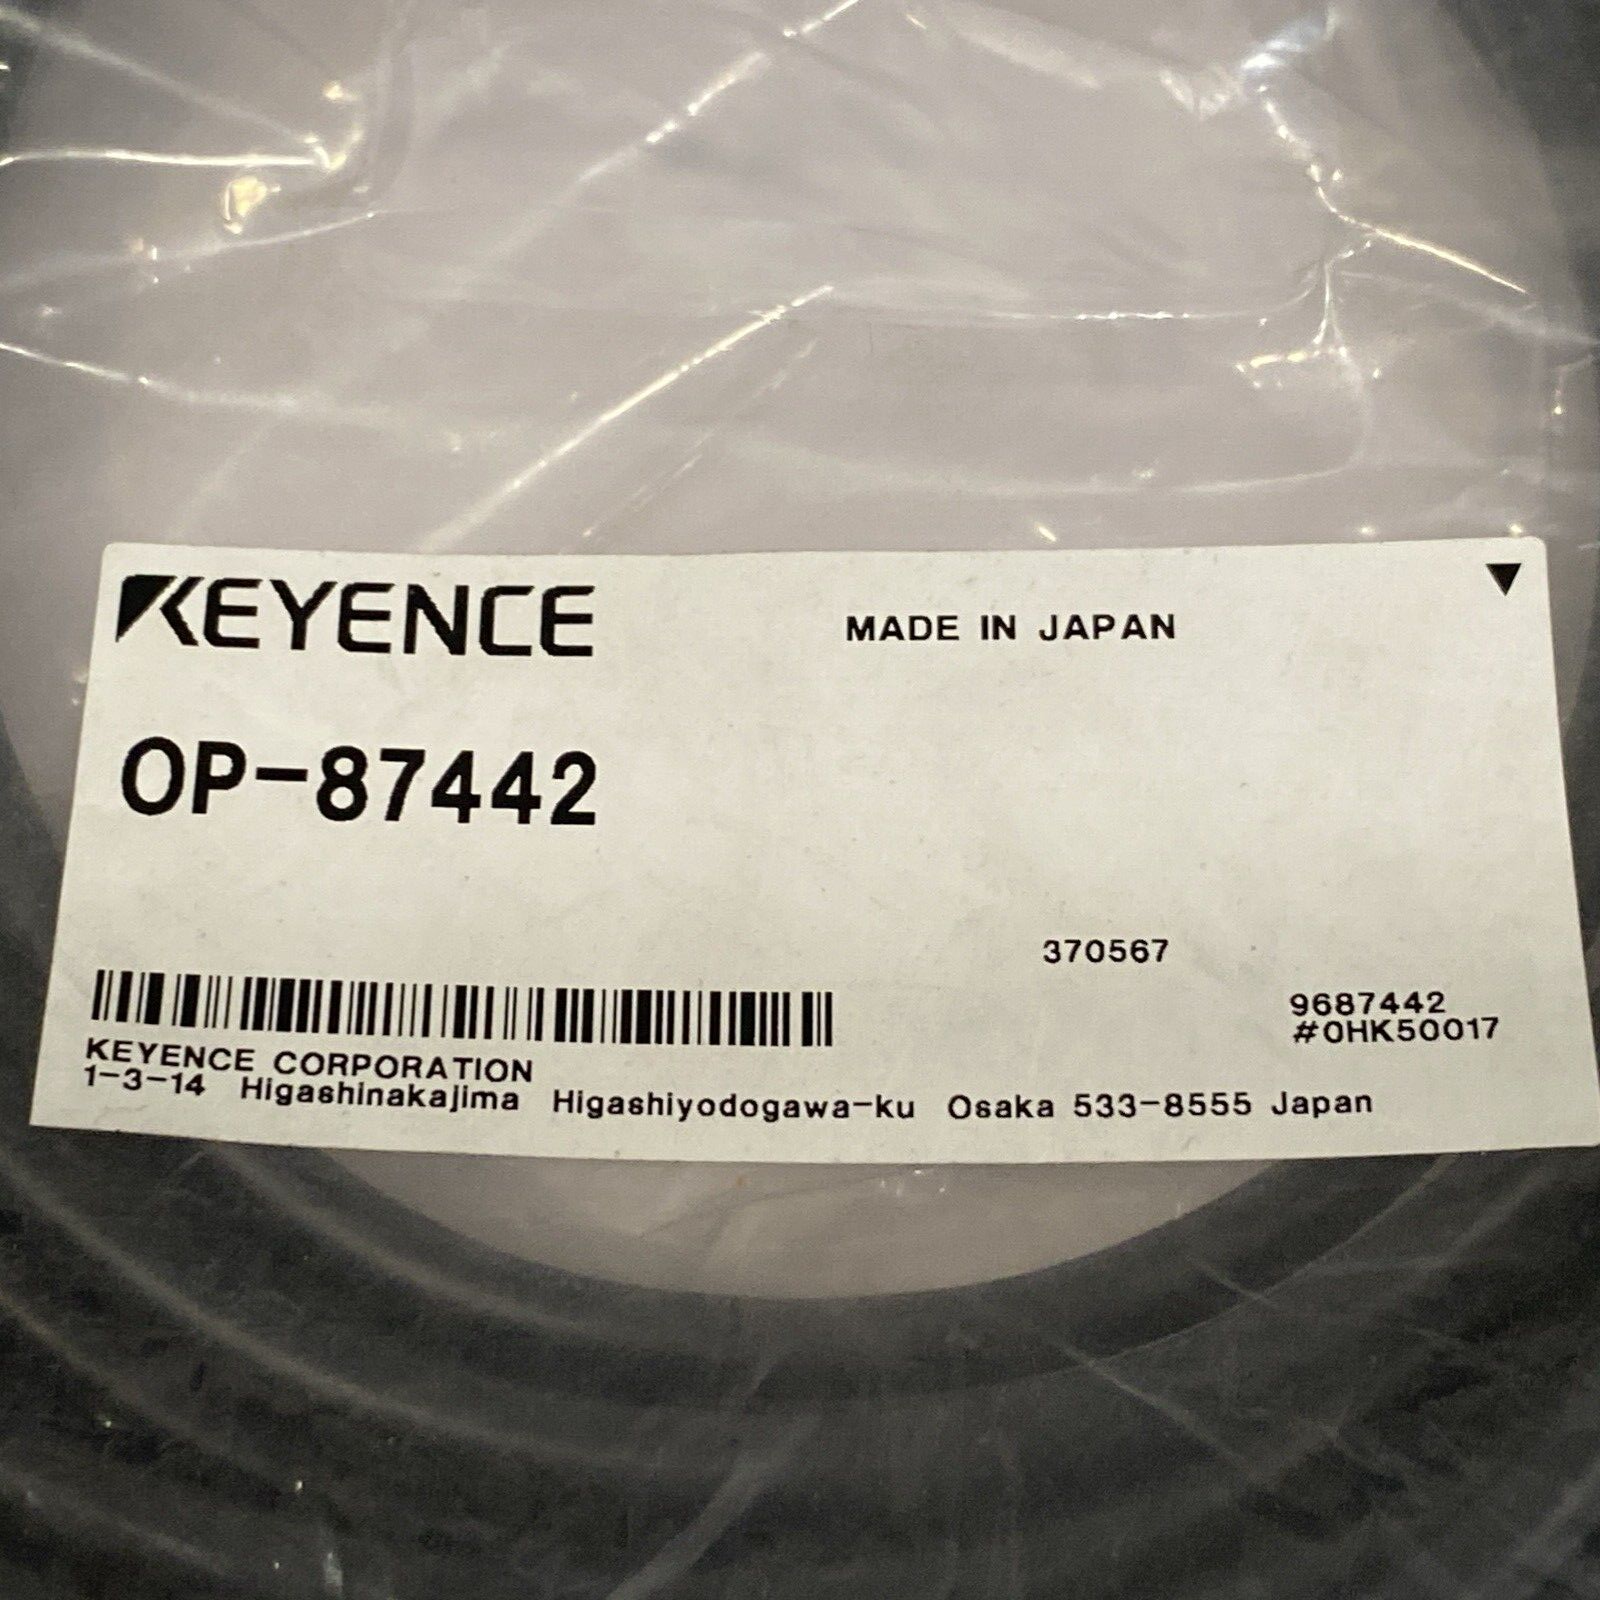 KEYENCE
MADE IN JAPAN
OP-87442
370567
9687442
#0HK50017
KEYENCE CORPORATION
1-3-14 Higashinakajima Higashiyodogawa-ku Osaka 533-8555 Japan